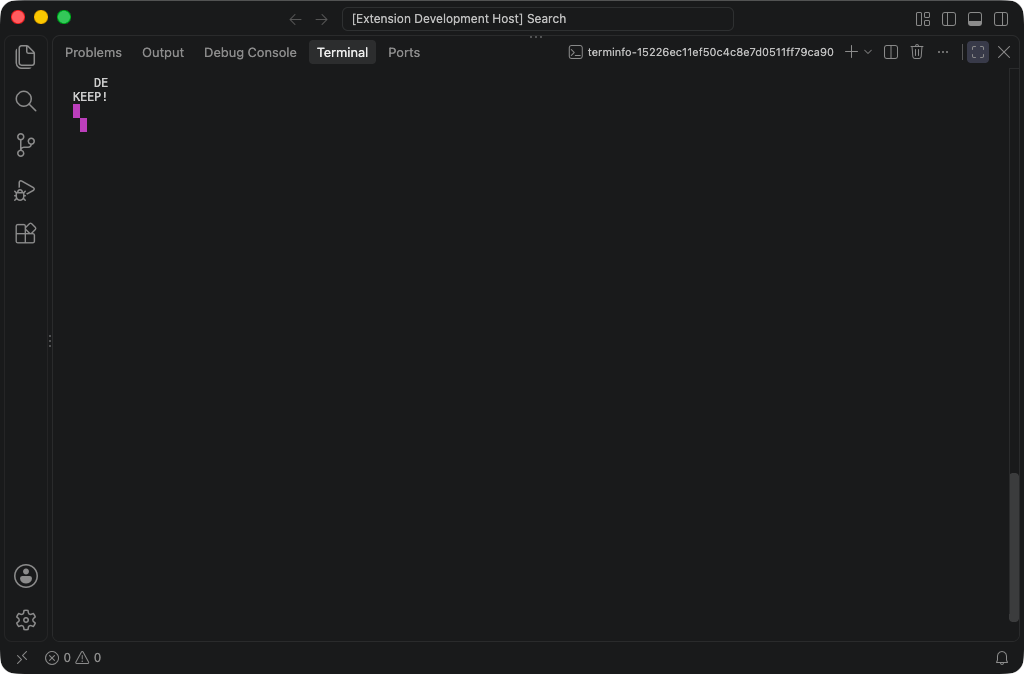 [Extension Development Host] Search
Problems Output Debug Console Terminal Ports terminfo-15226ec11ef50c4c8e7d0511ff79ca90
DE
KEEP!
0 0